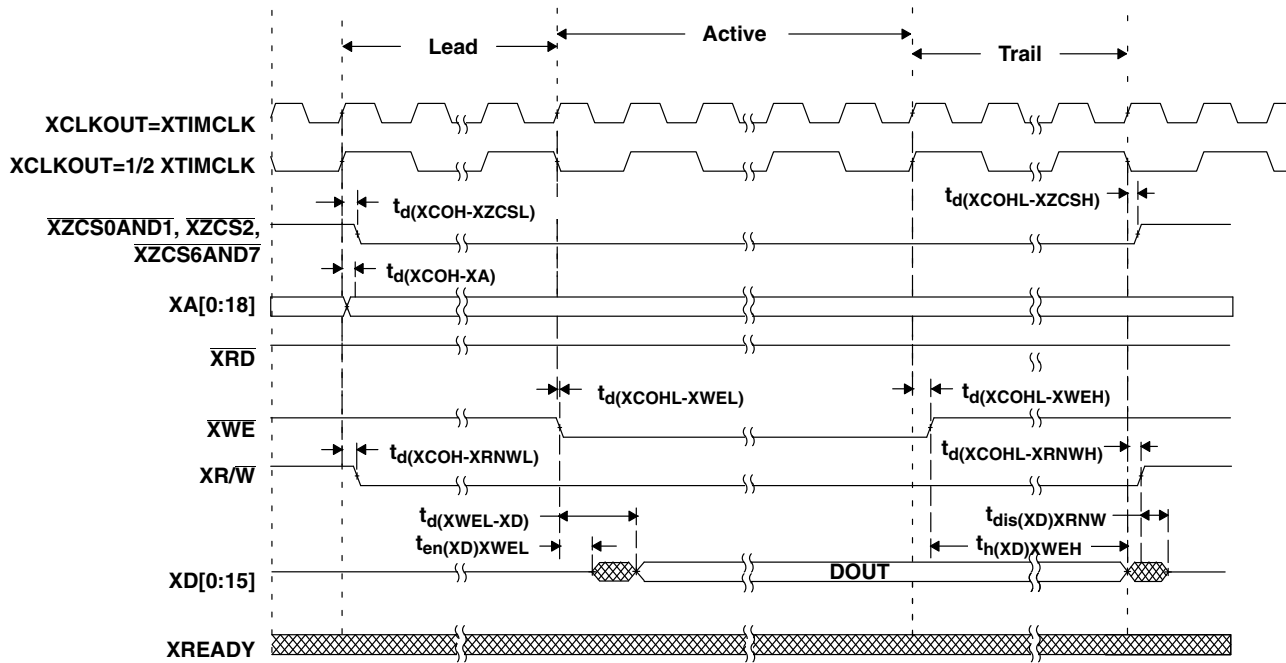 Lead
Active
Trail
XCLKOUT=XTIMCLK
XCLKOUT=1/2 XTIMCLK
td(XCOH-XZCSL)
td(XCOHL-XZCSH)
XZCS0AND1, XZCS2,
XZCS6AND7
td(XCOH-XA)
XA[0:18]
XRD
td(XCOHL-XWEL)
td(XCOHL-XWEH)
XWE
td(XCOH-XRNWL)
td(XCOHL-XRNWH)
XR/W
td(XWEL-XD)
tdis(XD)XRNW
ten(XD)XWEL
th(XD)XWEH
XD[0:15]
DOUT
XREADY